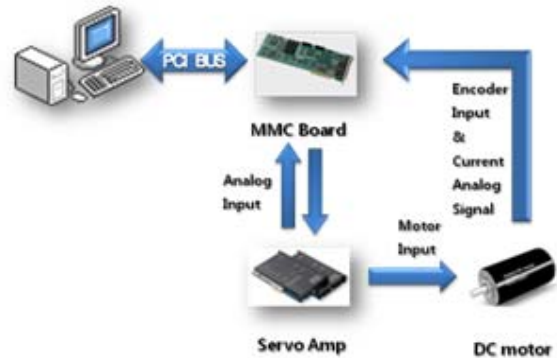 PCI BUS
MMC Board
Encoder
Input
&
Current
Analog
Signal
Analog
Input
Motor
Input
Servo Amp
DC motor